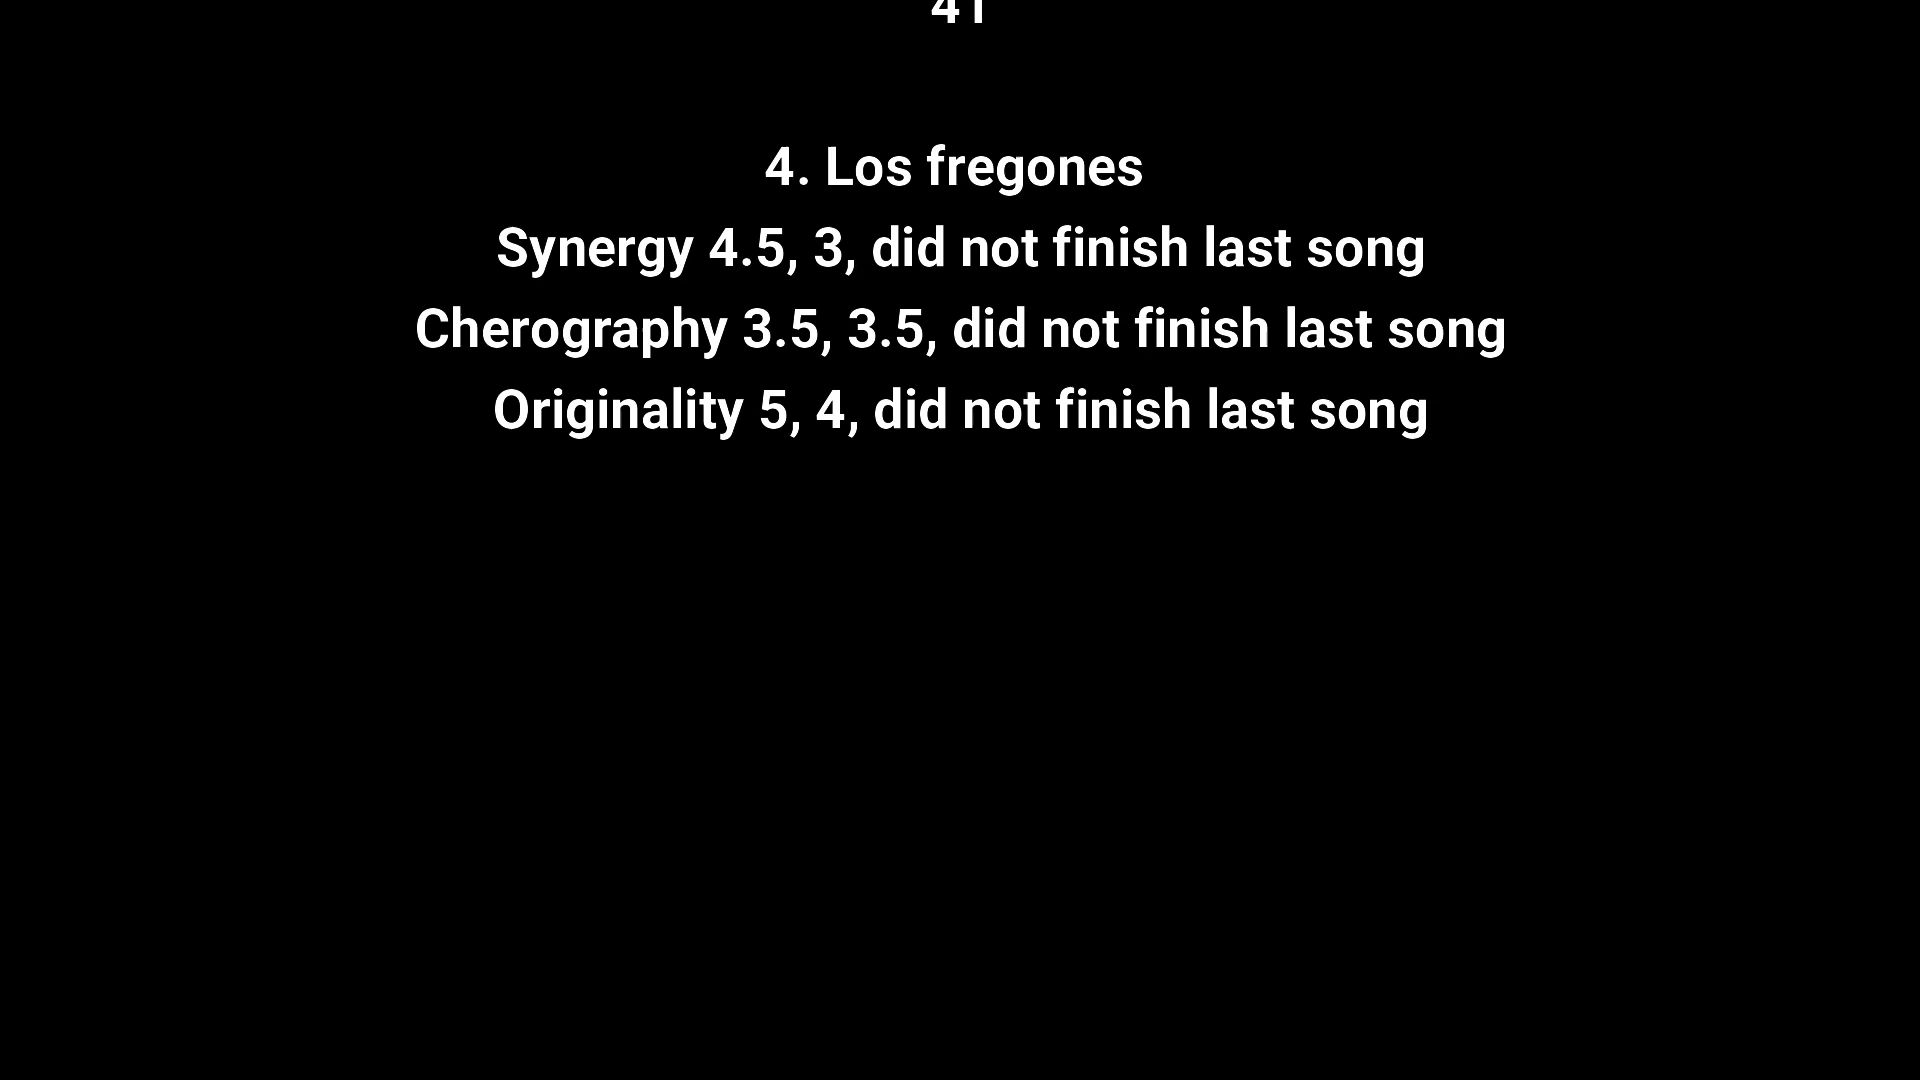 41
4. Los fregones
Synergy 4.5, 3, did not finish last song
Cherography 3.5, 3.5, did not finish last song
Originality 5, 4, did not finish last song